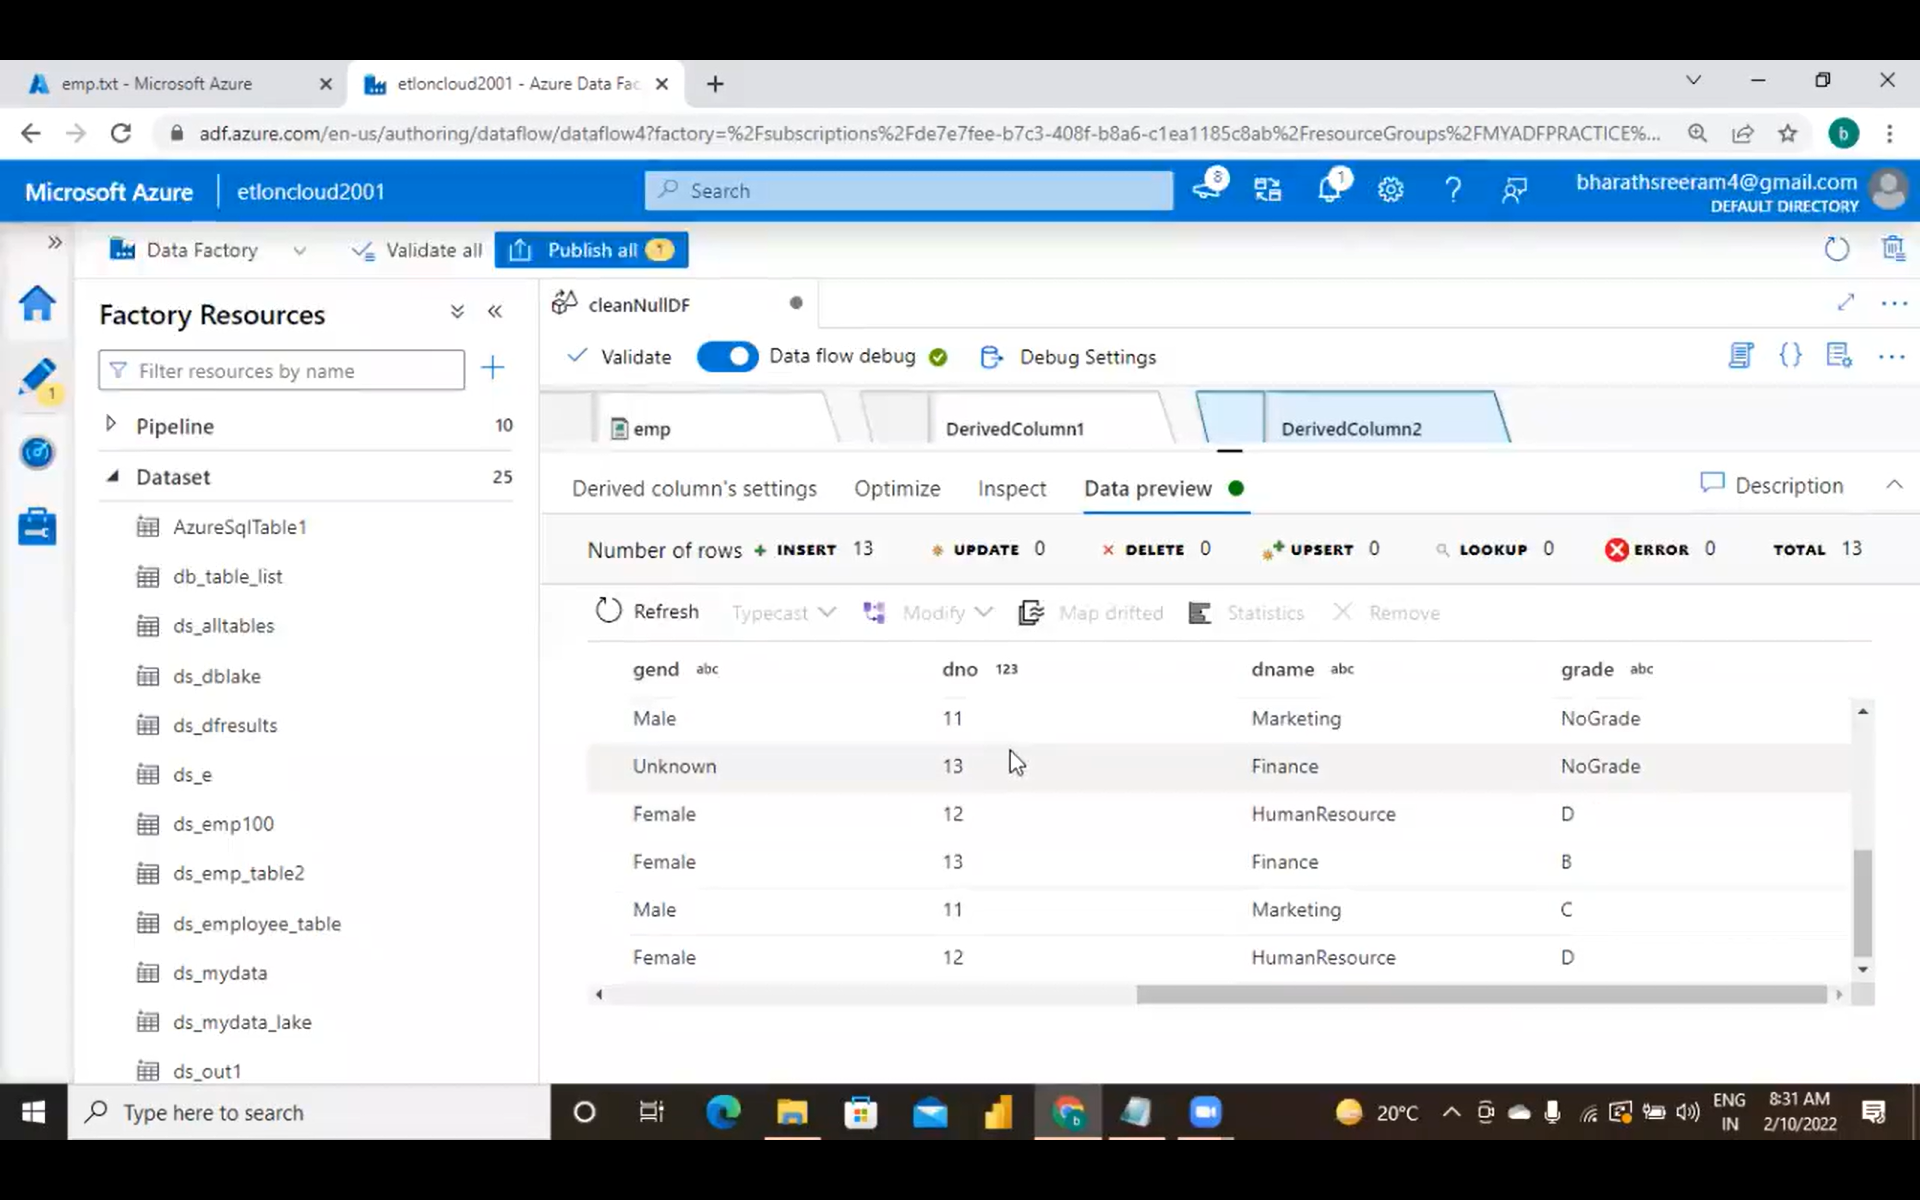 emp.txt - Microsoft Azure
etloncloud2001 - Azure Data Fac
adf.azure.com/en-us/authoring/dataflow/dataflow4?factory=%2Fsubscriptions%2Fde7e7fee-b7c3-408f-b8a6-c1ea1185c8ab%2FresourceGroups%2FMYADFPRACTICE%...
b
Microsoft Azure
etloncloud2001
Search
8
1
bharathsreeram4@gmail.com
DEFAULT DIRECTORY
Data Factory
Validate all
Publish all 1
Factory Resources
Filter resources by name
1
Pipeline 10
Dataset 25
AzureSqlTable1
db_table_list
ds_alltables
ds_dblake
ds_dfresults
ds_e
ds_emp100
ds_emp_table2
ds_employee_table
ds_mydata
ds_mydata_lake
ds_out1
cleanNullDF
Validate Data flow debug Debug Settings
emp DerivedColumn1 DerivedColumn2
Derived column's settings Optimize Inspect Data preview Description
Number of rows + INSERT 13 UPDATE 0 DELETE 0 UPSERT 0 LOOKUP 0 ERROR 0 TOTAL 13
Refresh Typecast Modify Map drifted Statistics Remove
gend abc dno 123 dname abc grade abc
Male 11 Marketing NoGrade
Unknown 13 Finance NoGrade
Female 12 HumanResource D
Female 13 Finance B
Male 11 Marketing C
Female 12 HumanResource D
Type here to search
20°C
ENG
IN
8:31 AM
2/10/2022